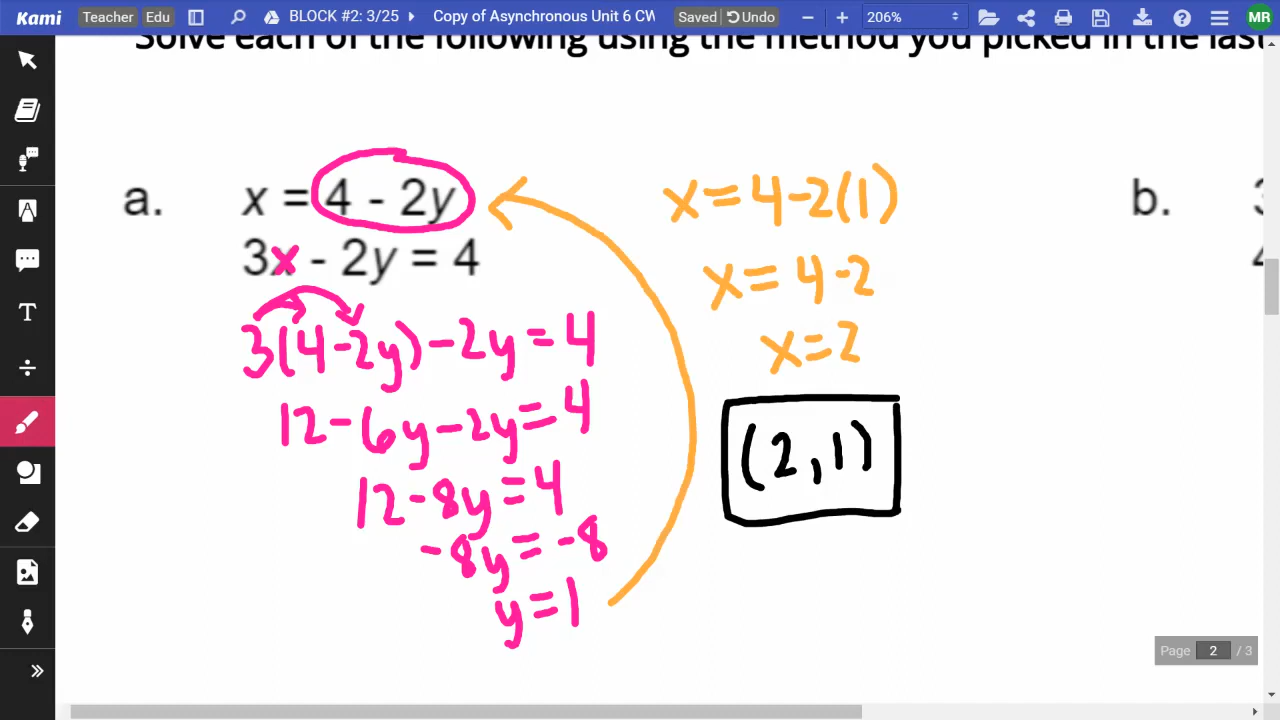 Kami Teacher Edu BLOCK #2: 3/25 Copy of Asynchronous Unit 6 CW Saved Undo 206% MR
Solve each of the following using the method you picked in the last
a. x = 4 - 2y
3x - 2y = 4
3(4-2y)-2y=4
12-6y-2y=4
12-8y=4
-8y=-8
y=1
x=4-2(1)
x=4-2
x=2
(2,1)
b.
Page 2 / 3